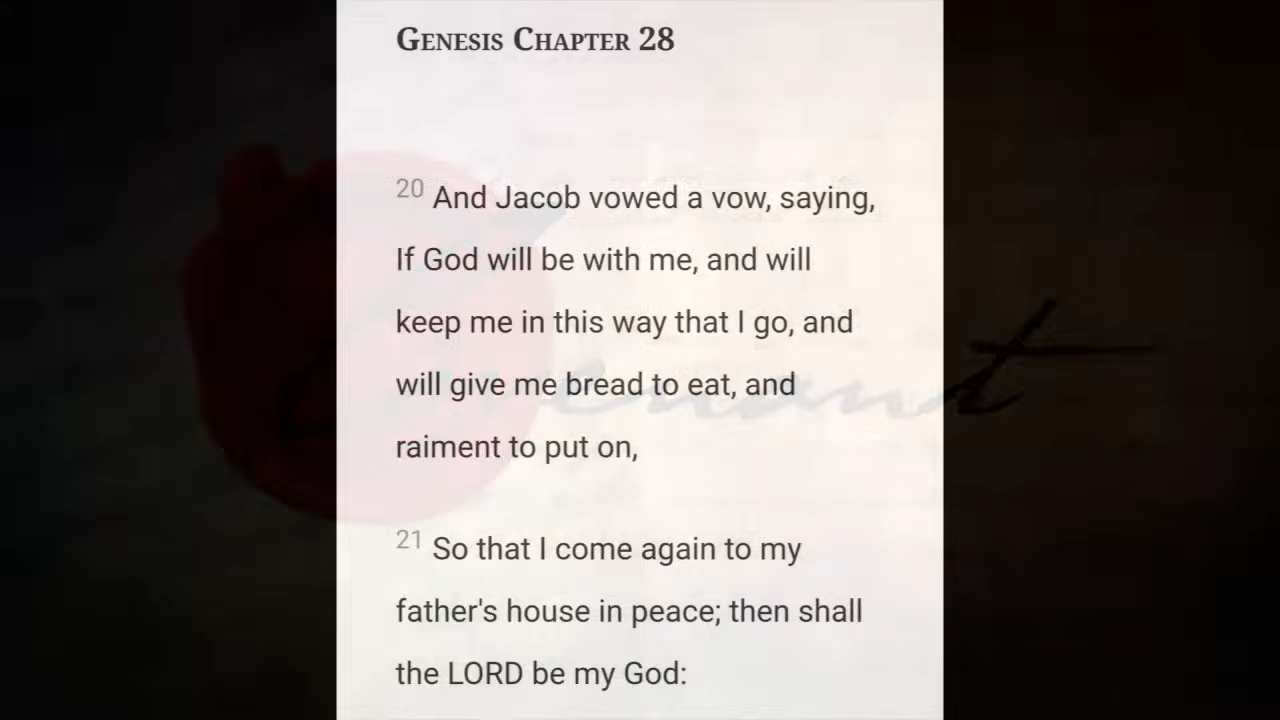 GENESIS CHAPTER 28
20 And Jacob vowed a vow, saying,
If God will be with me, and will
keep me in this way that I go, and
will give me bread to eat, and
raiment to put on,
21 So that I come again to my
father's house in peace; then shall
the LORD be my God: